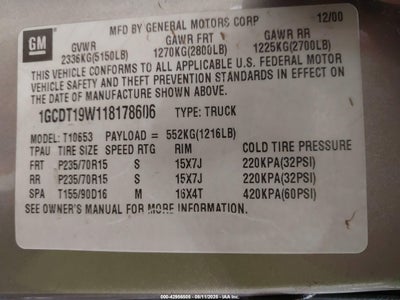 GM
MFD BY GENERAL MOTORS CORP 12/00
GVWR GAWR FRT GAWR RR
2336KG(5150LB) 1270KG(2800LB) 1225KG(2700LB)
THIS VEHICLE CONFORMS TO ALL APPLICABLE U.S. FEDERAL MOTOR
VEHICLE SAFETY AND THEFT PREVENTION STANDARDS IN EFFECT ON
THE DATE OF MANUFACTURE SHOWN ABOVE.
1GCDT19W118178606 TYPE: TRUCK
MODEL: T10653 PAYLOAD = 552KG(1216LB)
TPAU TIRE SIZE SPEED RTG RIM COLD TIRE PRESSURE
FRT P235/70R15 S 15X7J 220KPA(32PSI)
RR P235/70R15 S 15X7J 220KPA(32PSI)
SPA T155/90D16 M 16X4T 420KPA(60PSI)
SEE OWNER'S MANUAL FOR MORE INFORMATION.